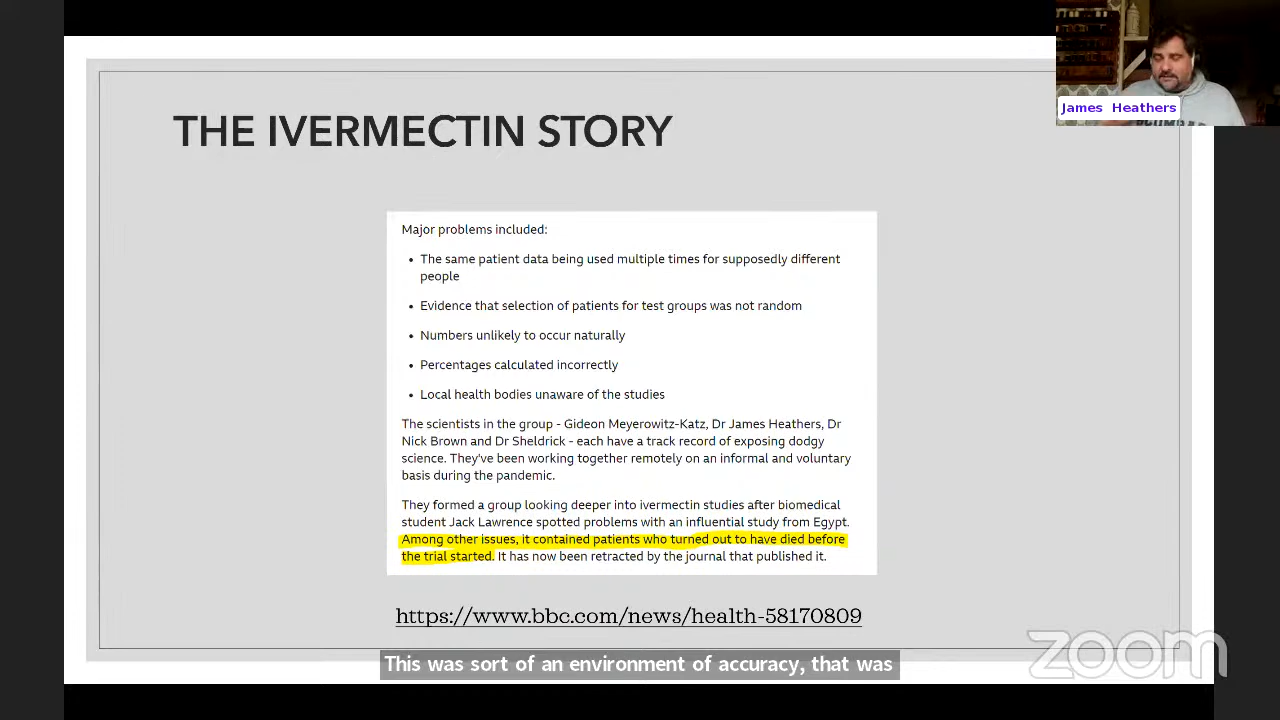 James Heathers
THE IVERMECTIN STORY
Major problems included:
• The same patient data being used multiple times for supposedly different
people
• Evidence that selection of patients for test groups was not random
• Numbers unlikely to occur naturally
• Percentages calculated incorrectly
• Local health bodies unaware of the studies
The scientists in the group - Gideon Meyerowitz-Katz, Dr James Heathers, Dr
Nick Brown and Dr Sheldrick - each have a track record of exposing dodgy
science. They've been working together remotely on an informal and voluntary
basis during the pandemic.
They formed a group looking deeper into ivermectin studies after biomedical
student Jack Lawrence spotted problems with an influential study from Egypt.
Among other issues, it contained patients who turned out to have died before
the trial started. It has now been retracted by the journal that published it.
https://www.bbc.com/news/health-58170809
This was sort of an environment of accuracy, that was
zoom